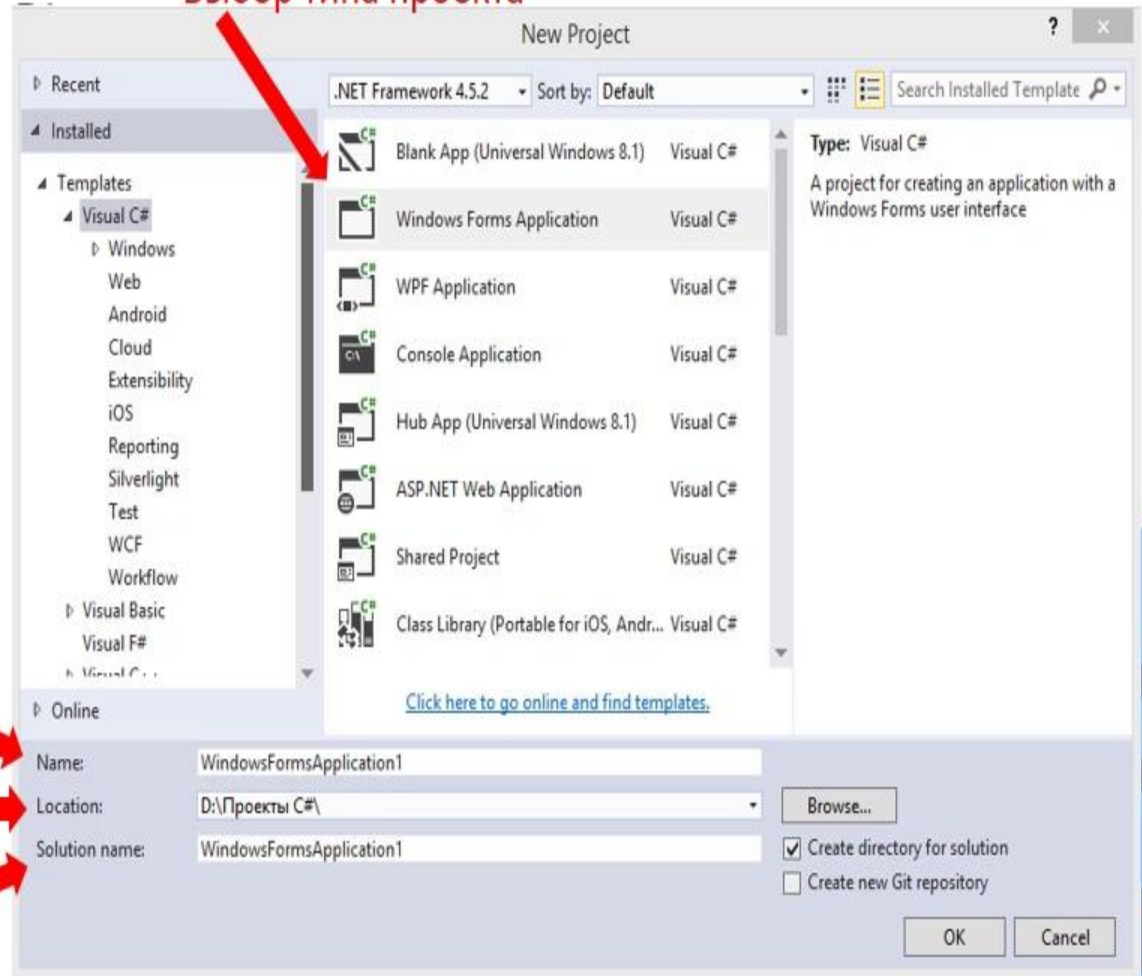 Выбор типа проекта
New Project
?
Recent
.NET Framework 4.5.2
Sort by: Default
Search Installed Template
Installed
Templates
Visual C#
Windows
Web
Android
Cloud
Extensibility
iOS
Reporting
Silverlight
Test
WCF
Workflow
Visual Basic
Visual F#
Visual C++
Online
Blank App (Universal Windows 8.1) Visual C#
Windows Forms Application Visual C#
WPF Application Visual C#
Console Application Visual C#
Hub App (Universal Windows 8.1) Visual C#
ASP.NET Web Application Visual C#
Shared Project Visual C#
Class Library (Portable for iOS, Andr... Visual C#
Click here to go online and find templates.
Type: Visual C#
A project for creating an application with a
Windows Forms user interface
Name: WindowsFormsApplication1
Location: D:\Проекты C#\
Browse...
Solution name: WindowsFormsApplication1
Create directory for solution
Create new Git repository
OK
Cancel